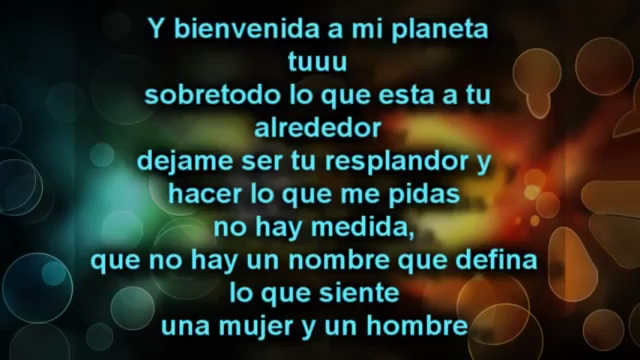 Y bienvenida a mi planeta
tuuu
sobretodo lo que esta a tu
alrededor
dejame ser tu resplandor y
hacer lo que me pidas
no hay medida,
que no hay un nombre que defina
lo que siente
una mujer y un hombre